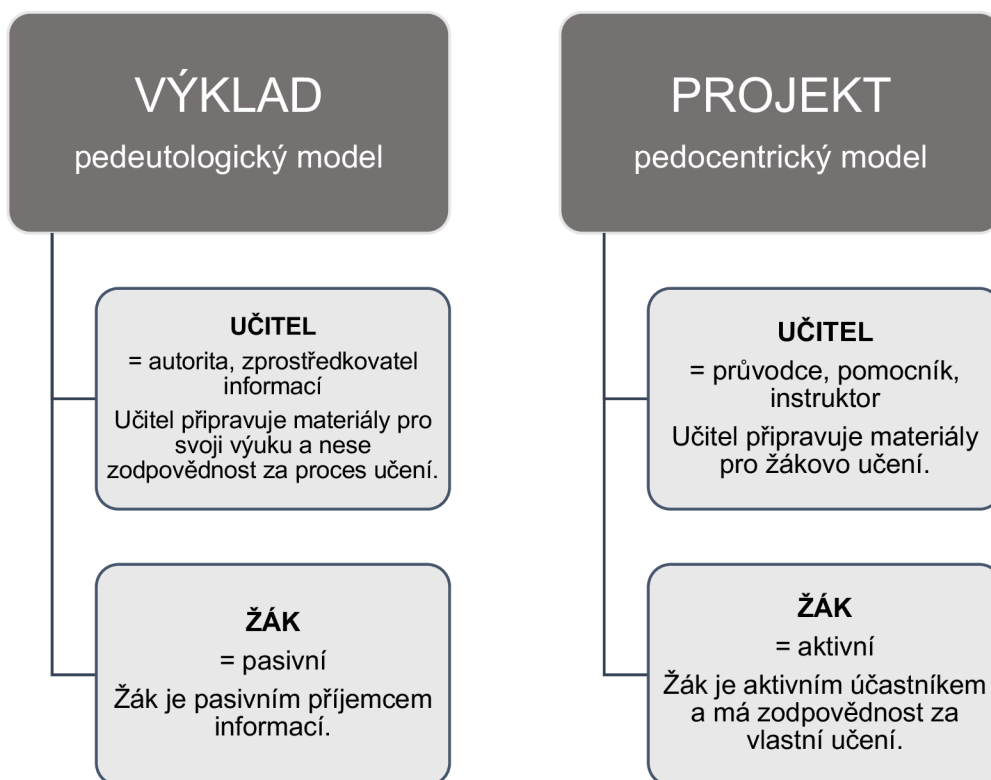 VÝKLAD
pedeutologický model
UČITEL
= autorita, zprostředkovatel
informací
Učitel připravuje materiály pro
svoji výuku a nese
zodpovědnost za proces učení.
ŽÁK
= pasivní
Žák je pasivním příjemcem
informací.
PROJEKT
pedocentrický model
UČITEL
= průvodce, pomocník,
instruktor
Učitel připravuje materiály
pro žákovo učení.
ŽÁK
= aktivní
Žák je aktivním účastníkem
a má zodpovědnost za
vlastní učení.